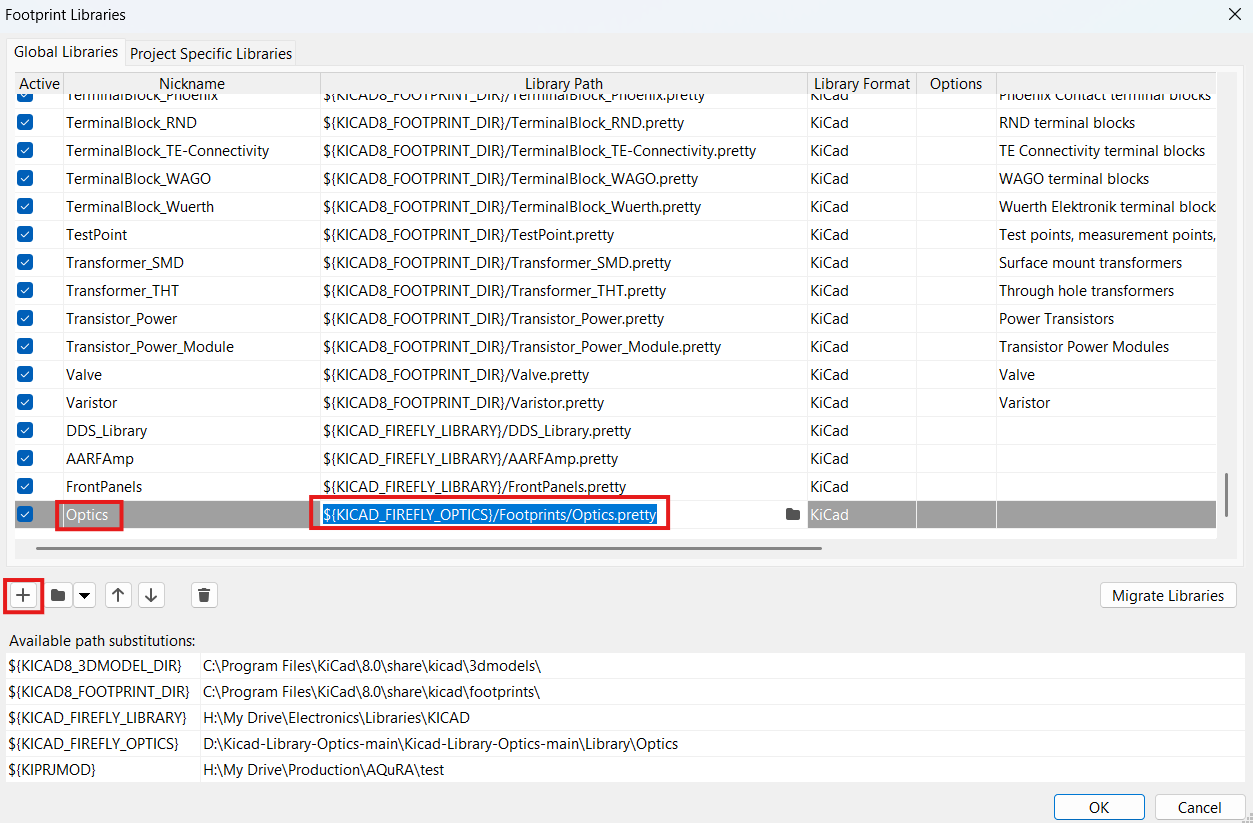 Footprint Libraries
Global Libraries Project Specific Libraries
Active Nickname Library Path Library Format Options
TerminalBlock_Phoenix ${KICAD8_FOOTPRINT_DIR}/TerminalBlock_Phoenix.pretty KiCad Phoenix Contact terminal blocks
TerminalBlock_RND ${KICAD8_FOOTPRINT_DIR}/TerminalBlock_RND.pretty KiCad RND terminal blocks
TerminalBlock_TE-Connectivity ${KICAD8_FOOTPRINT_DIR}/TerminalBlock_TE-Connectivity.pretty KiCad TE Connectivity terminal blocks
TerminalBlock_WAGO ${KICAD8_FOOTPRINT_DIR}/TerminalBlock_WAGO.pretty KiCad WAGO terminal blocks
TerminalBlock_Wuerth ${KICAD8_FOOTPRINT_DIR}/TerminalBlock_Wuerth.pretty KiCad Wuerth Elektronik terminal block
TestPoint ${KICAD8_FOOTPRINT_DIR}/TestPoint.pretty KiCad Test points, measurement points,
Transformer_SMD ${KICAD8_FOOTPRINT_DIR}/Transformer_SMD.pretty KiCad Surface mount transformers
Transformer_THT ${KICAD8_FOOTPRINT_DIR}/Transformer_THT.pretty KiCad Through hole transformers
Transistor_Power ${KICAD8_FOOTPRINT_DIR}/Transistor_Power.pretty KiCad Power Transistors
Transistor_Power_Module ${KICAD8_FOOTPRINT_DIR}/Transistor_Power_Module.pretty KiCad Transistor Power Modules
Valve ${KICAD8_FOOTPRINT_DIR}/Valve.pretty KiCad Valve
Varistor ${KICAD8_FOOTPRINT_DIR}/Varistor.pretty KiCad Varistor
DDS_Library ${KICAD_FIREFLY_LIBRARY}/DDS_Library.pretty KiCad
AARFAmp ${KICAD_FIREFLY_LIBRARY}/AARFAmp.pretty KiCad
FrontPanels ${KICAD_FIREFLY_LIBRARY}/FrontPanels.pretty KiCad
Optics ${KICAD_FIREFLY_OPTICS}/Footprints/Optics.pretty KiCad
Migrate Libraries
Available path substitutions:
${KICAD8_3DMODEL_DIR} C:\Program Files\KiCad\8.0\share\kicad\3dmodels\
${KICAD8_FOOTPRINT_DIR} C:\Program Files\KiCad\8.0\share\kicad\footprints\
${KICAD_FIREFLY_LIBRARY} H:\My Drive\Electronics\Libraries\KICAD
${KICAD_FIREFLY_OPTICS} D:\Kicad-Library-Optics-main\Kicad-Library-Optics-main\Library\Optics
${KIPRJMOD} H:\My Drive\Production\AQuRA\test
OK Cancel